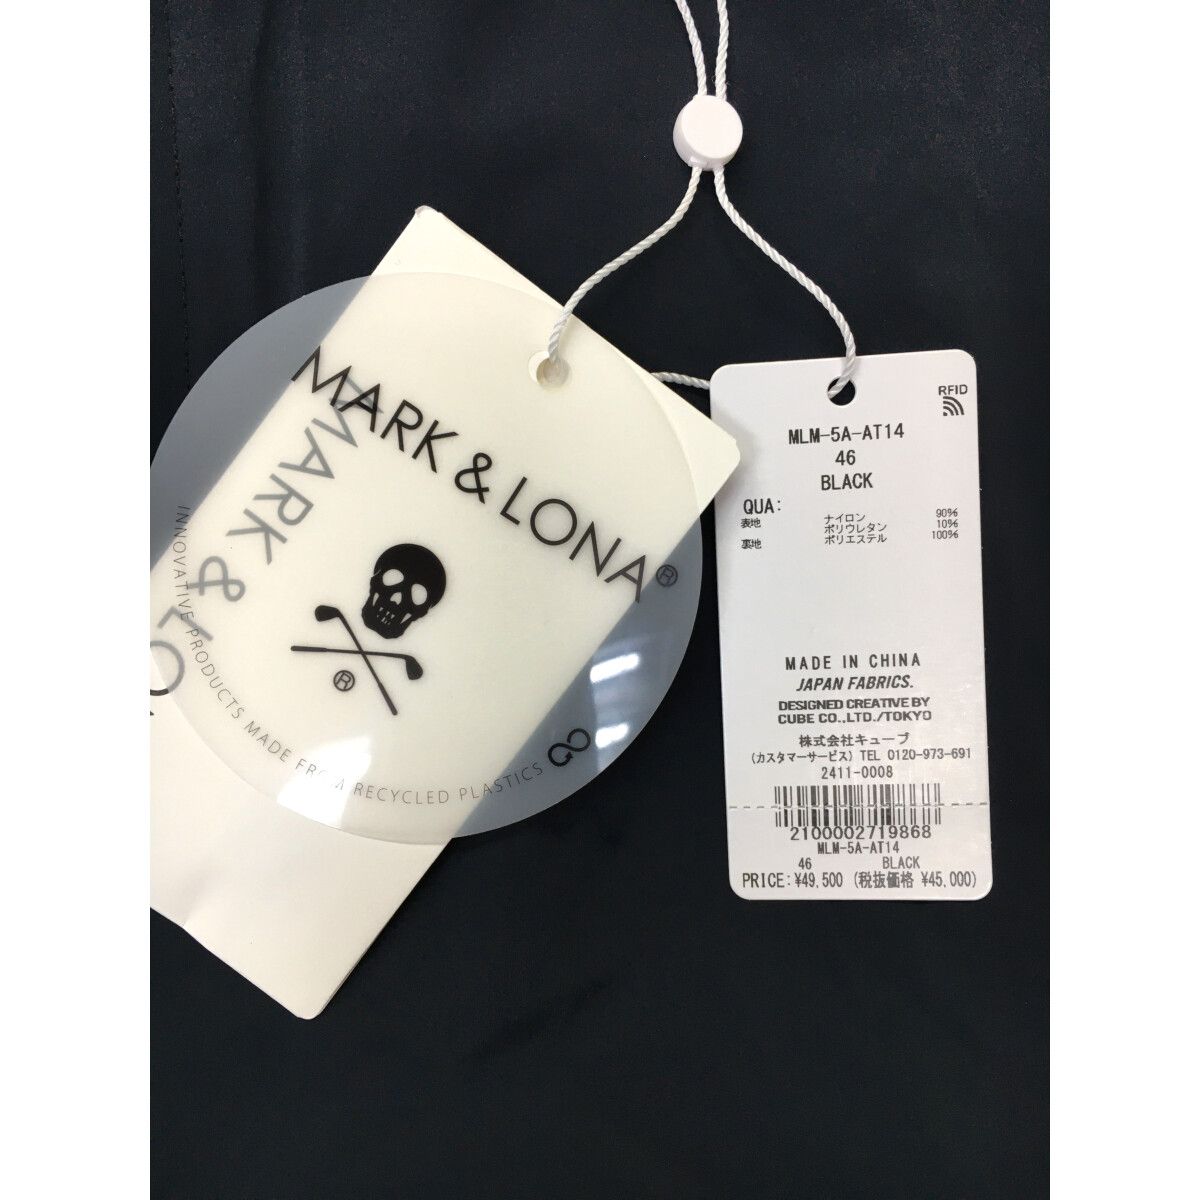 MARK & LONA®
MARK & LO
®
INNOVATIVE PRODUCTS MADE FROM RECYCLED PLASTICS
RFID
MLM-5A-AT14
46
BLACK
QUA:
表地 ナイロン 90%
ポリウレタン 10%
裏地 ポリエステル 100%
MADE IN CHINA
JAPAN FABRICS.
DESIGNED CREATIVE BY
CUBE CO.,LTD./TOKYO
株式会社キューブ
(カスタマーサービス) TEL 0120-973-691
2411-0008
2100002719868
MLM-5A-AT14
46 BLACK
PRICE:¥49,500 (税抜価格 ¥45,000)